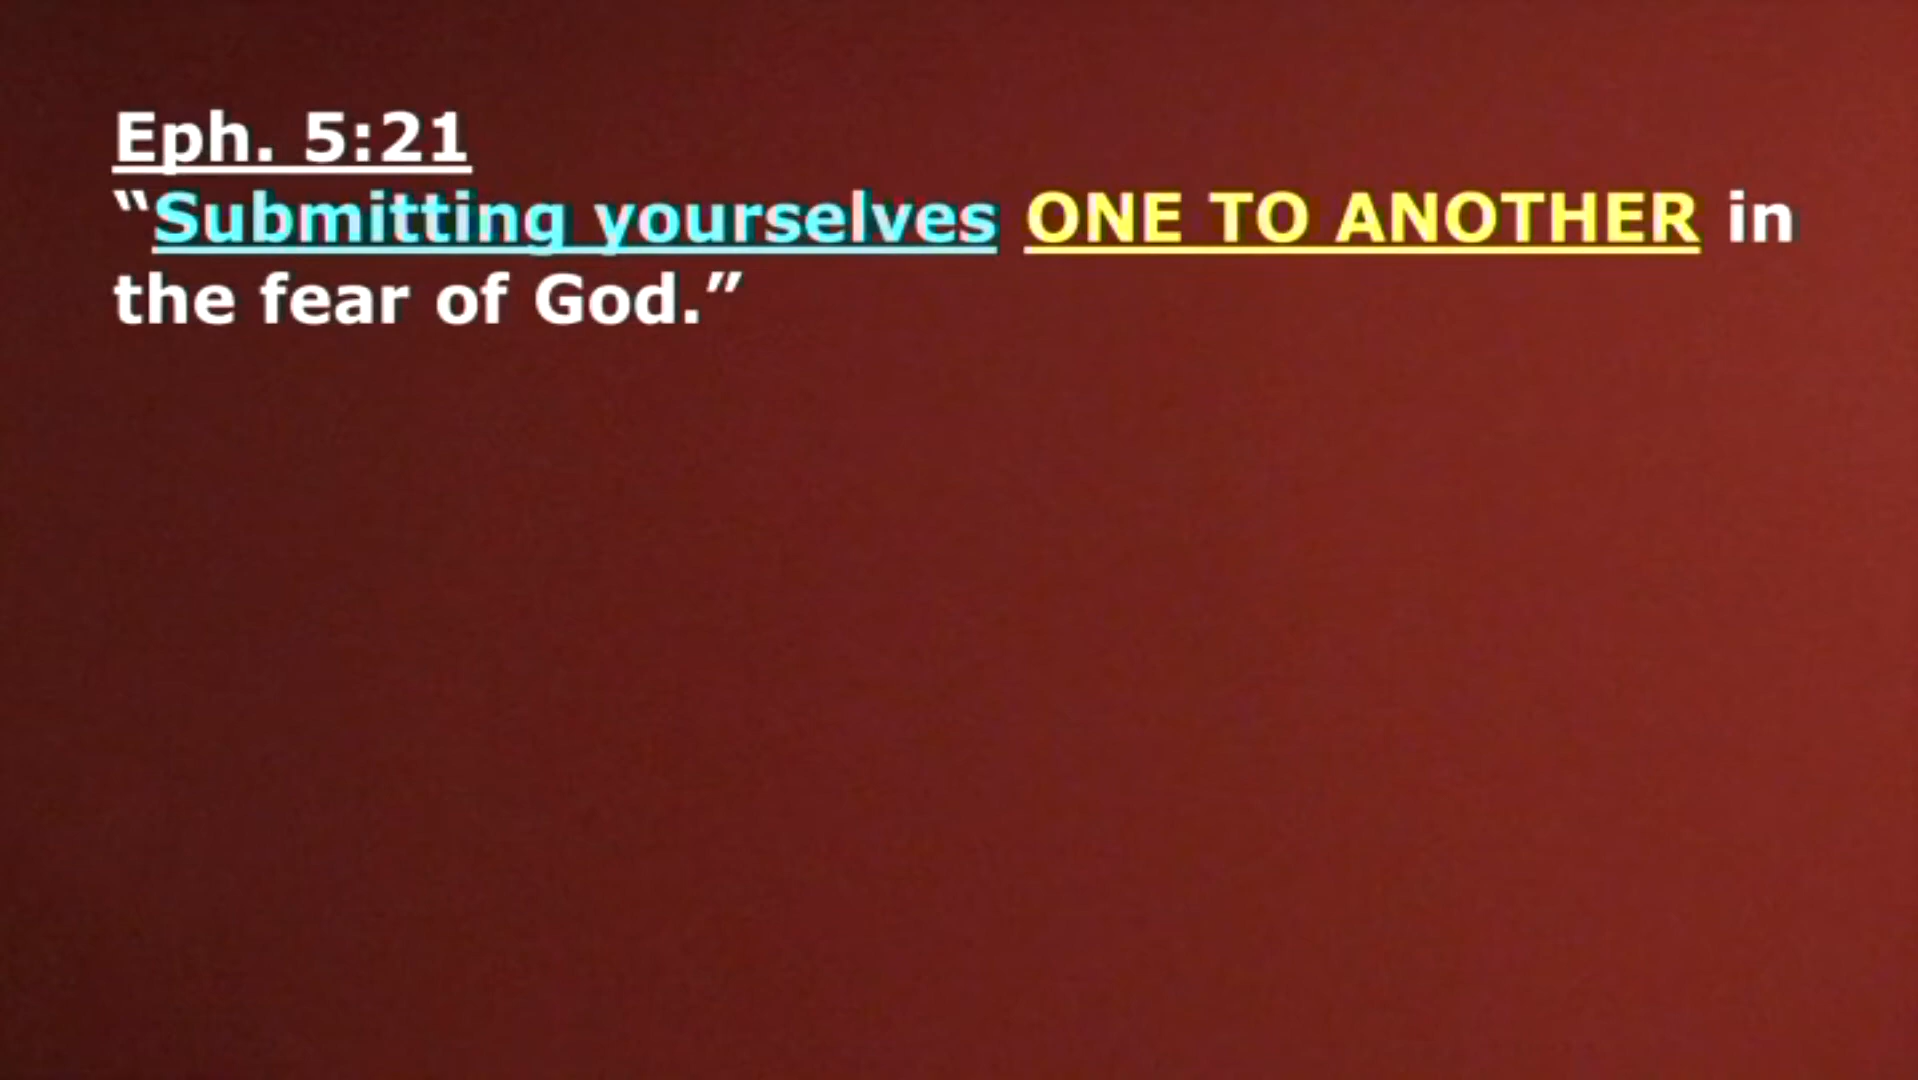 Eph. 5:21
“Submitting yourselves ONE TO ANOTHER in
the fear of God.”